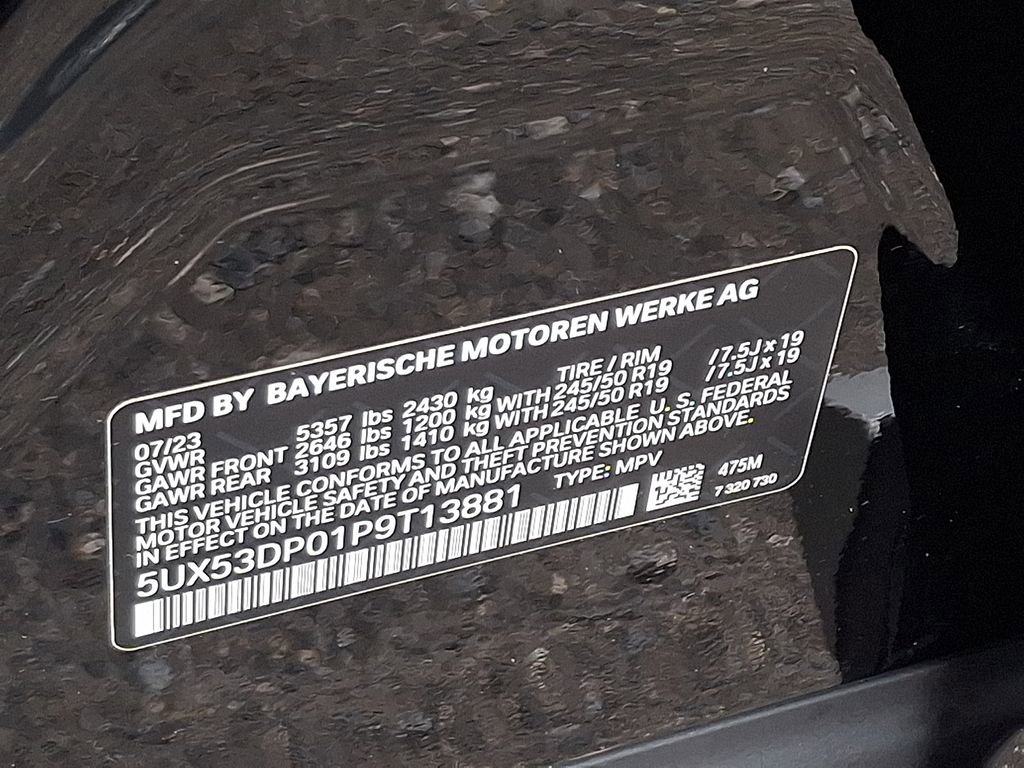 MFD BY BAYERISCHE MOTOREN WERKE AG
07/23 TIRE / RIM
GVWR 5357 lbs 2430 kg
GAWR FRONT 2646 lbs 1200 kg WITH 245/50 R19 / 7.5J x 19
GAWR REAR 3109 lbs 1410 kg WITH 245/50 R19 / 7.5J x 19
THIS VEHICLE CONFORMS TO ALL APPLICABLE U. S. FEDERAL
MOTOR VEHICLE SAFETY AND THEFT PREVENTION STANDARDS
IN EFFECT ON THE DATE OF MANUFACTURE SHOWN ABOVE.
5UX53DP01P9T13881 TYPE: MPV
475M
7 320 730